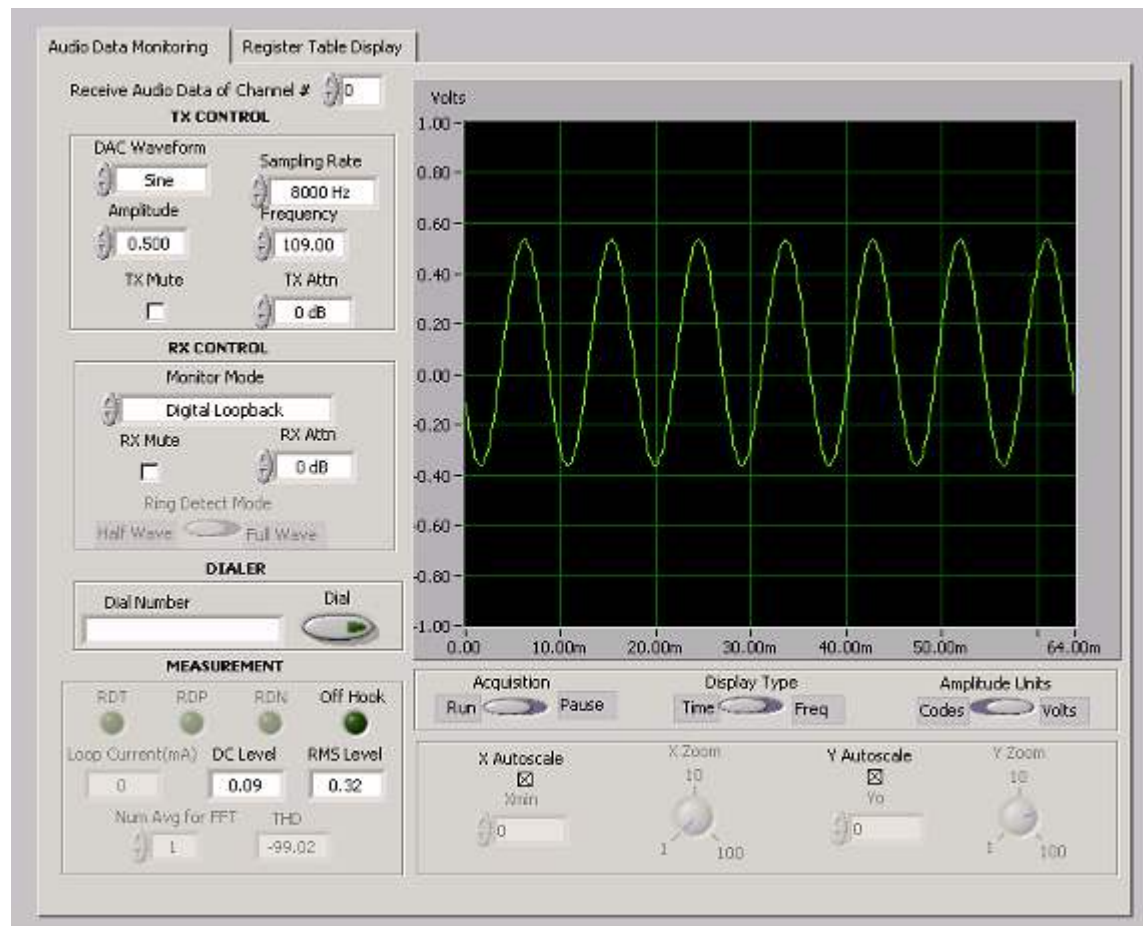 Audio Data Monitoring
Register Table Display
Receive Audio Data of Channel # 0
TX CONTROL
DAC Waveform
Sine
Sampling Rate
8000 Hz
Amplitude
0.500
Frequency
109.00
TX Mute
TX Attn
0 dB
RX CONTROL
Monitor Mode
Digital Loopback
RX Mute
RX Attn
0 dB
Ring Detect Mode
Half Wave
Full Wave
DIALER
Dial Number
Dial
MEASUREMENT
RDT
RDP
RDN
Off Hook
Loop Current(mA)
0
DC Level
0.09
RMS Level
0.32
Num Avg for FFT
1
THD
-99.02
Volts
1.00
0.80
0.60
0.40
0.20
0.00
-0.20
-0.40
-0.60
-0.80
-1.00
0.00
10.00m
20.00m
30.00m
40.00m
50.00m
64.00m
Acquisition
Run
Pause
Display Type
Time
Freq
Amplitude Units
Codes
Volts
X Autoscale
Xmin
0
X Zoom
10
1
100
Y Autoscale
Yo
0
Y Zoom
10
1
100